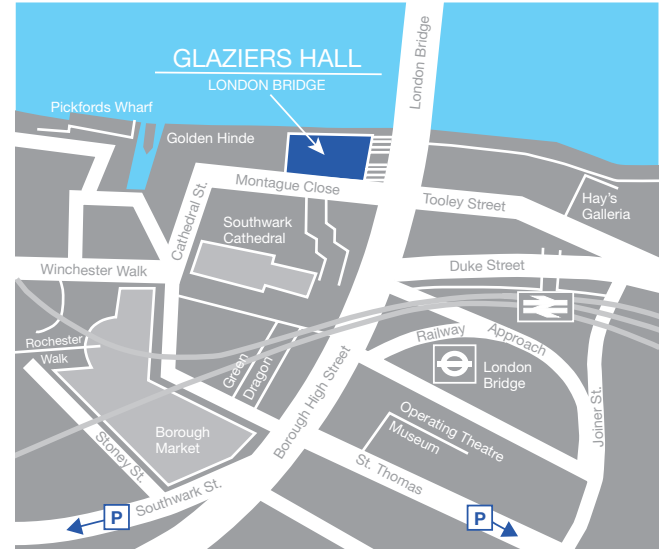 GLAZIERS HALL
LONDON BRIDGE
London Bridge
Pickfords Wharf
Golden Hinde
Montague Close
Tooley Street
Hay's
Galleria
Cathedral St.
Southwark
Cathedral
Winchester Walk
Duke Street
Rochester
Walk
Railway Approach
London
Bridge
Green
Dragon
Borough High Street
Joiner St.
Operating Theatre
Museum
Borough
Market
Stoney St.
St. Thomas
Southwark St.
P
P